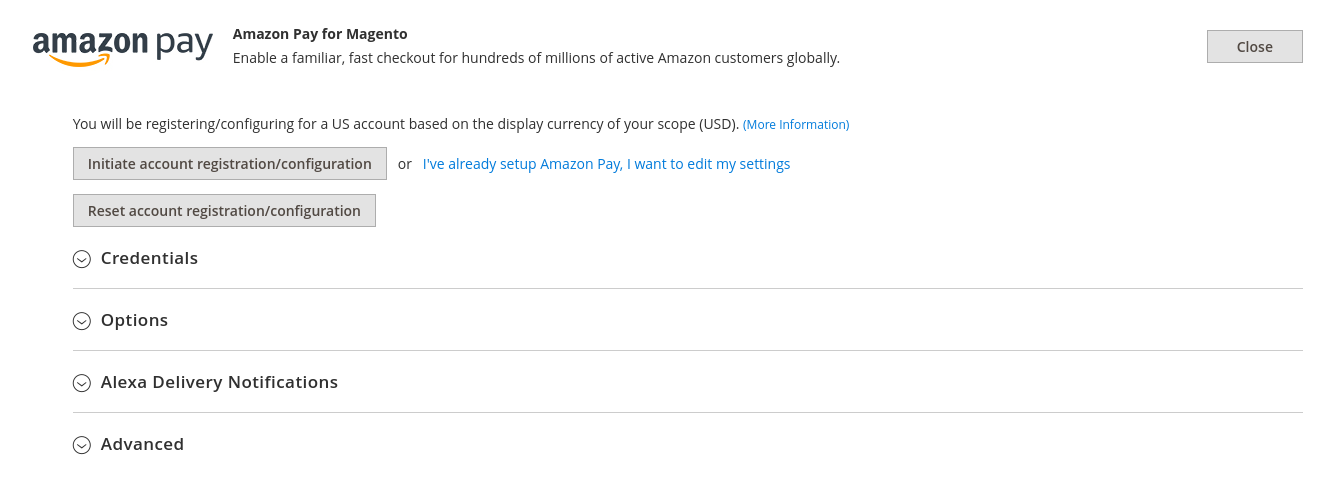 amazon pay
Amazon Pay for Magento
Enable a familiar, fast checkout for hundreds of millions of active Amazon customers globally.
Close
You will be registering/configuring for a US account based on the display currency of your scope (USD). (More Information)
Initiate account registration/configuration or I've already setup Amazon Pay, I want to edit my settings
Reset account registration/configuration
Credentials
Options
Alexa Delivery Notifications
Advanced